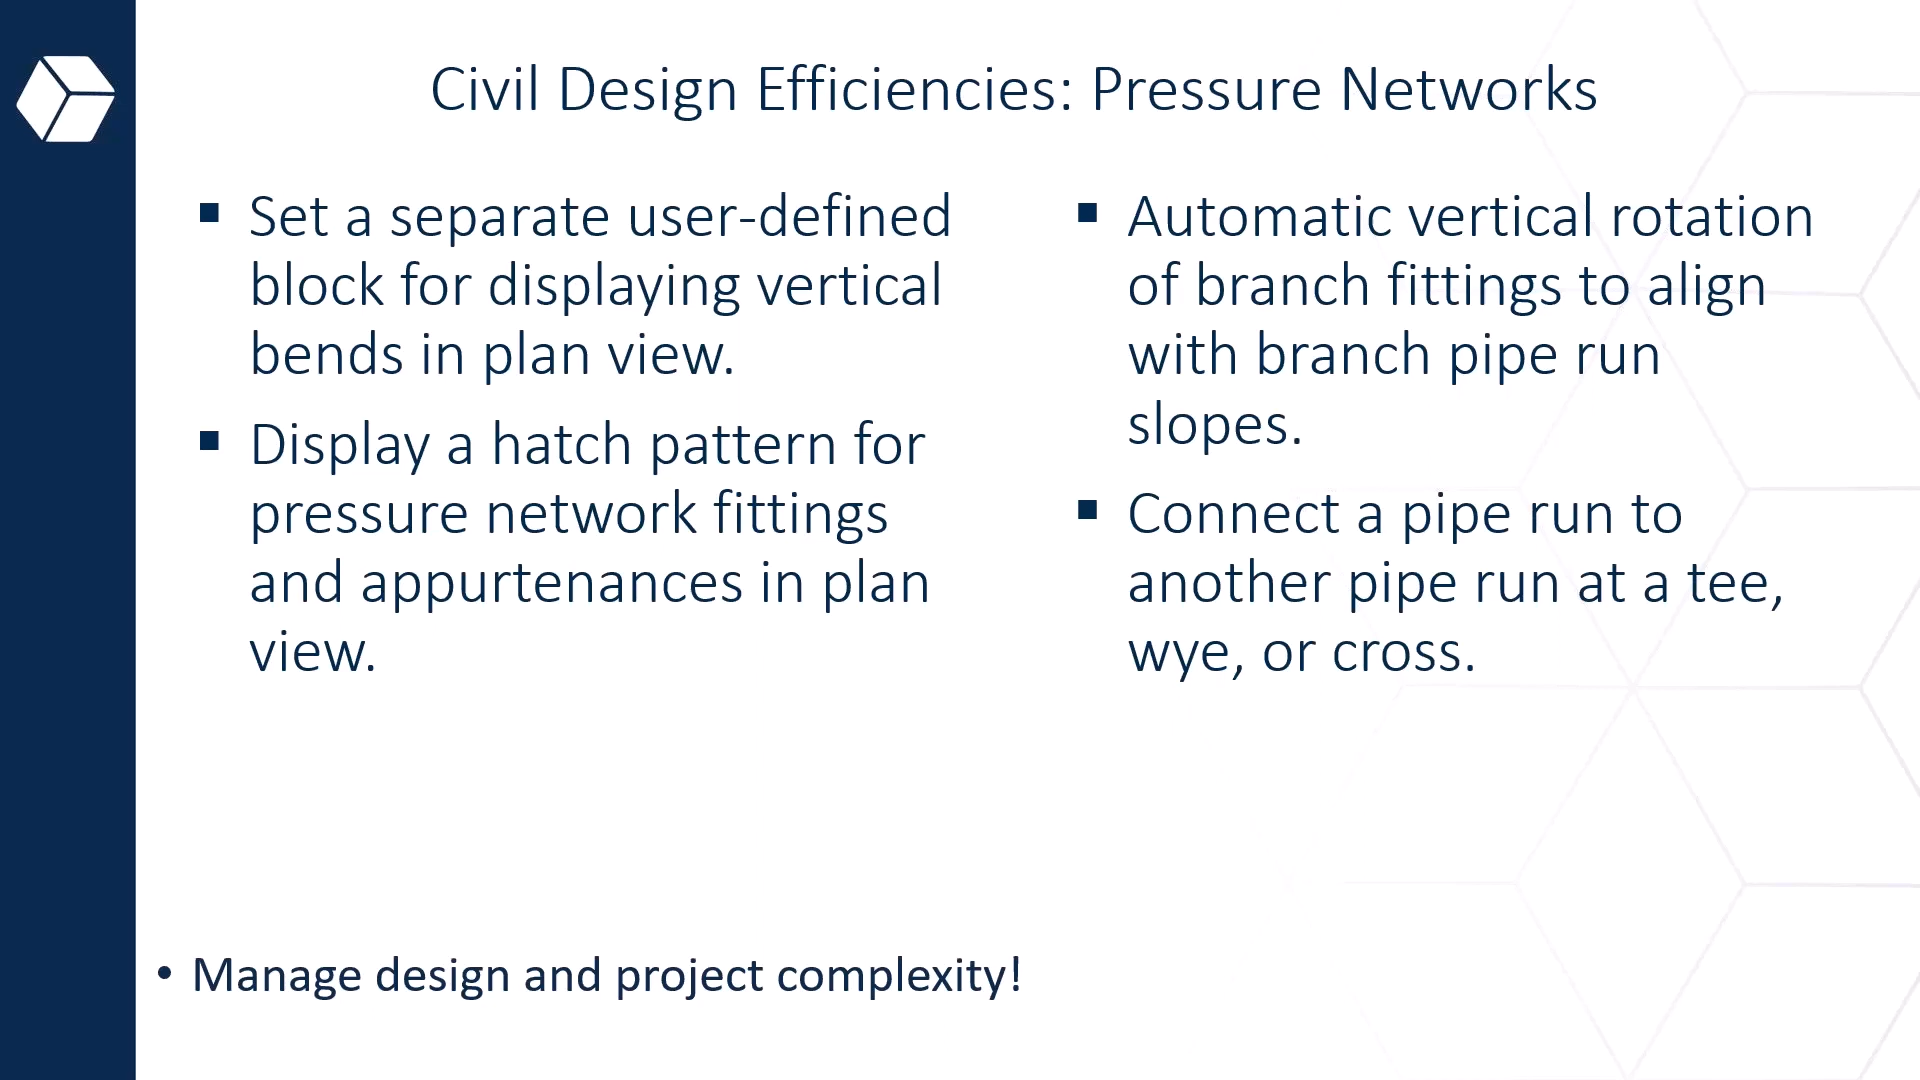 Civil Design Efficiencies: Pressure Networks
▪ Set a separate user-defined
block for displaying vertical
bends in plan view.
▪ Display a hatch pattern for
pressure network fittings
and appurtenances in plan
view.
▪ Automatic vertical rotation
of branch fittings to align
with branch pipe run
slopes.
▪ Connect a pipe run to
another pipe run at a tee,
wye, or cross.
• Manage design and project complexity!